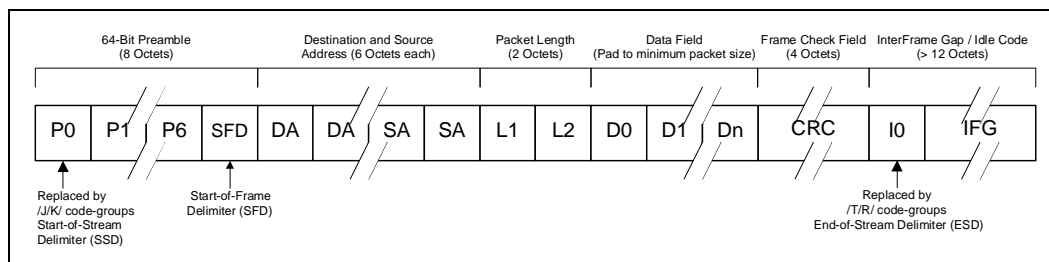 64-Bit Preamble
(8 Octets)
Destination and Source
Address (6 Octets each)
Packet Length
(2 Octets)
Data Field
(Pad to minimum packet size)
Frame Check Field
(4 Octets)
InterFrame Gap / Idle Code
(> 12 Octets)
P0 P1 P6 SFD DA DA SA SA L1 L2 D0 D1 Dn CRC I0 IFG
Replaced by
/J/K/ code-groups
Start-of-Stream
Delimiter (SSD)
Start-of-Frame
Delimiter (SFD)
Replaced by
/T/R/ code-groups
End-of-Stream Delimiter (ESD)